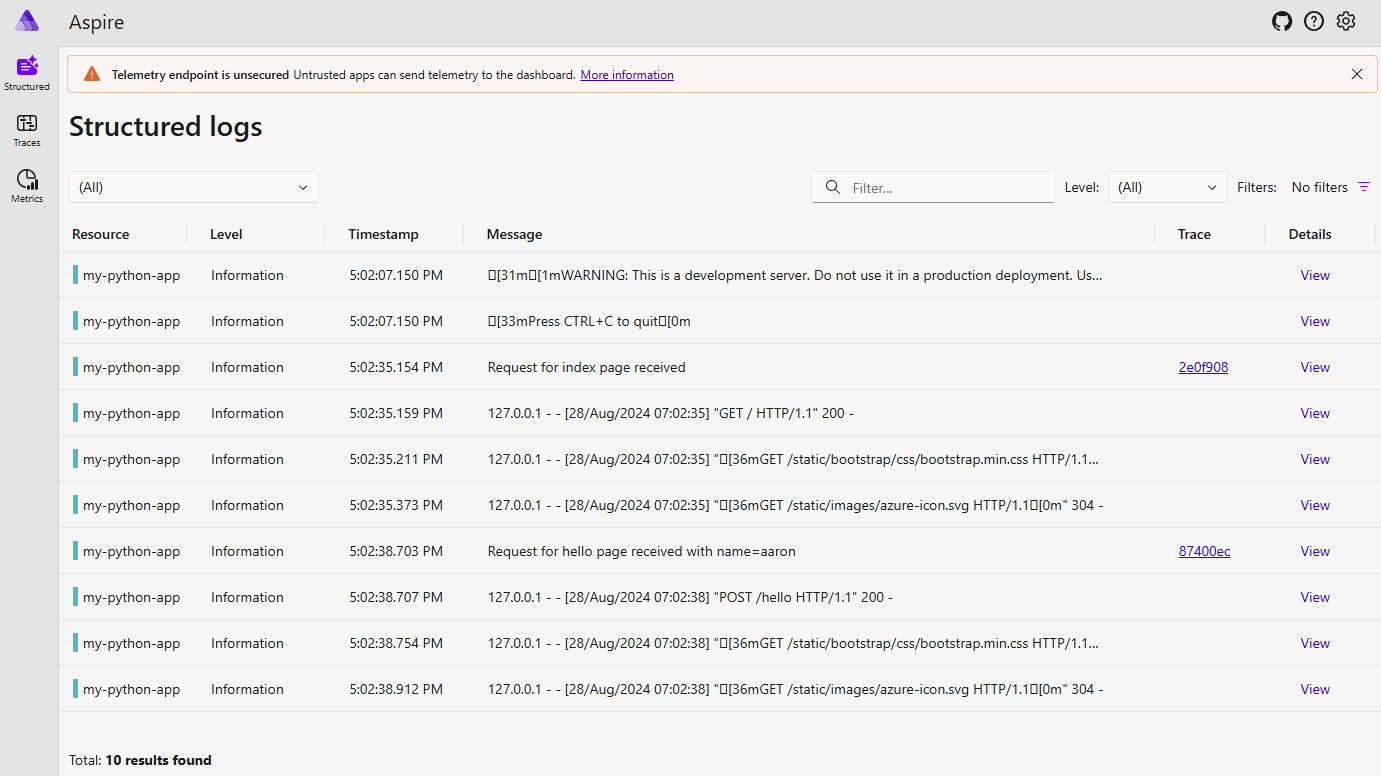 Aspire
Structured
Traces
Metrics
Telemetry endpoint is unsecured Untrusted apps can send telemetry to the dashboard. More information
Structured logs
(All) Filter... Level: (All) Filters: No filters
Resource Level Timestamp Message Trace Details
my-python-app Information 5:02:07.150 PM ▯[31m▯[1mWARNING: This is a development server. Do not use it in a production deployment. Us... View
my-python-app Information 5:02:07.150 PM ▯[33mPress CTRL+C to quit▯[0m View
my-python-app Information 5:02:35.154 PM Request for index page received 2e0f908 View
my-python-app Information 5:02:35.159 PM 127.0.0.1 - - [28/Aug/2024 07:02:35] "GET / HTTP/1.1" 200 - View
my-python-app Information 5:02:35.211 PM 127.0.0.1 - - [28/Aug/2024 07:02:35] "▯[36mGET /static/bootstrap/css/bootstrap.min.css HTTP/1.1... View
my-python-app Information 5:02:35.373 PM 127.0.0.1 - - [28/Aug/2024 07:02:35] "▯[36mGET /static/images/azure-icon.svg HTTP/1.1▯[0m" 304 - View
my-python-app Information 5:02:38.703 PM Request for hello page received with name=aaron 87400ec View
my-python-app Information 5:02:38.707 PM 127.0.0.1 - - [28/Aug/2024 07:02:38] "POST /hello HTTP/1.1" 200 - View
my-python-app Information 5:02:38.754 PM 127.0.0.1 - - [28/Aug/2024 07:02:38] "▯[36mGET /static/bootstrap/css/bootstrap.min.css HTTP/1.1... View
my-python-app Information 5:02:38.912 PM 127.0.0.1 - - [28/Aug/2024 07:02:38] "▯[36mGET /static/images/azure-icon.svg HTTP/1.1▯[0m" 304 - View
Total: 10 results found